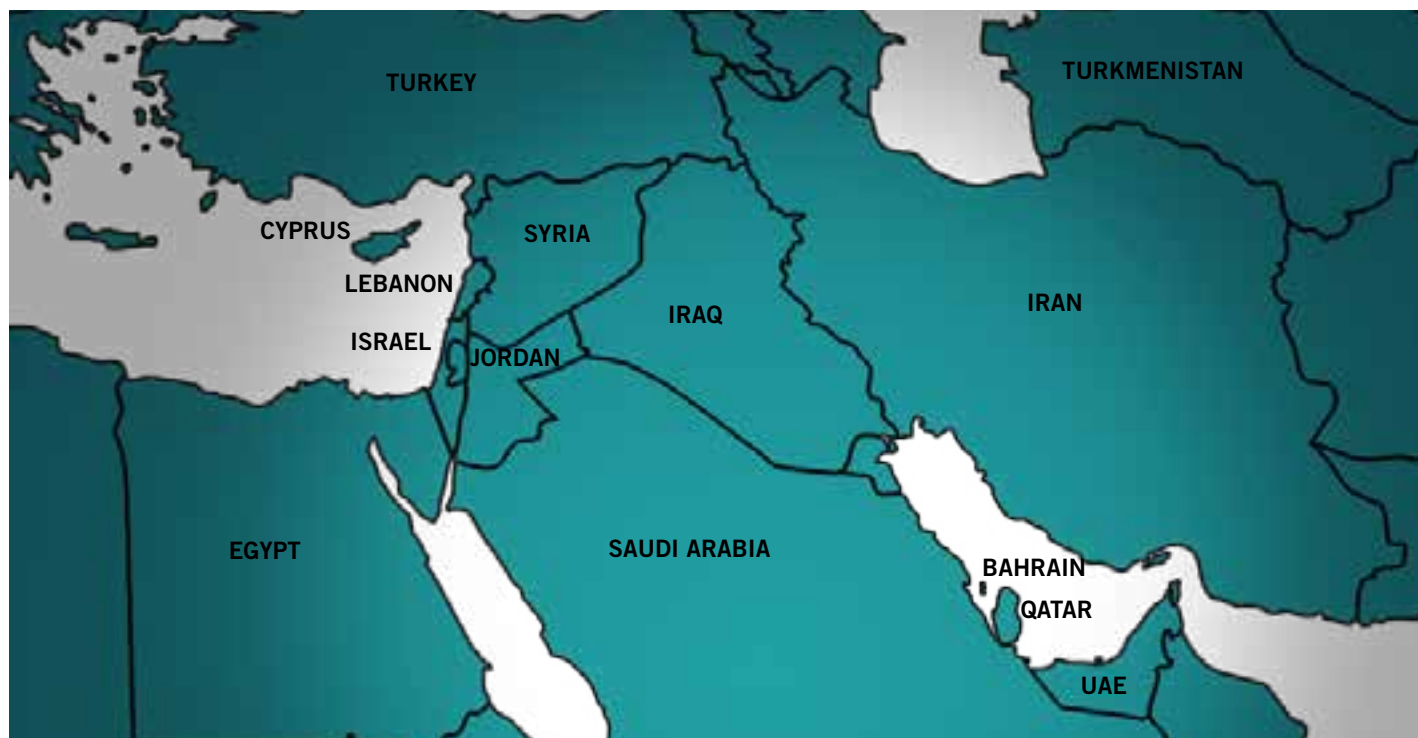 TURKEY
TURKMENISTAN
CYPRUS
SYRIA
LEBANON
IRAN
IRAQ
ISRAEL
JORDAN
EGYPT
SAUDI ARABIA
BAHRAIN
QATAR
UAE